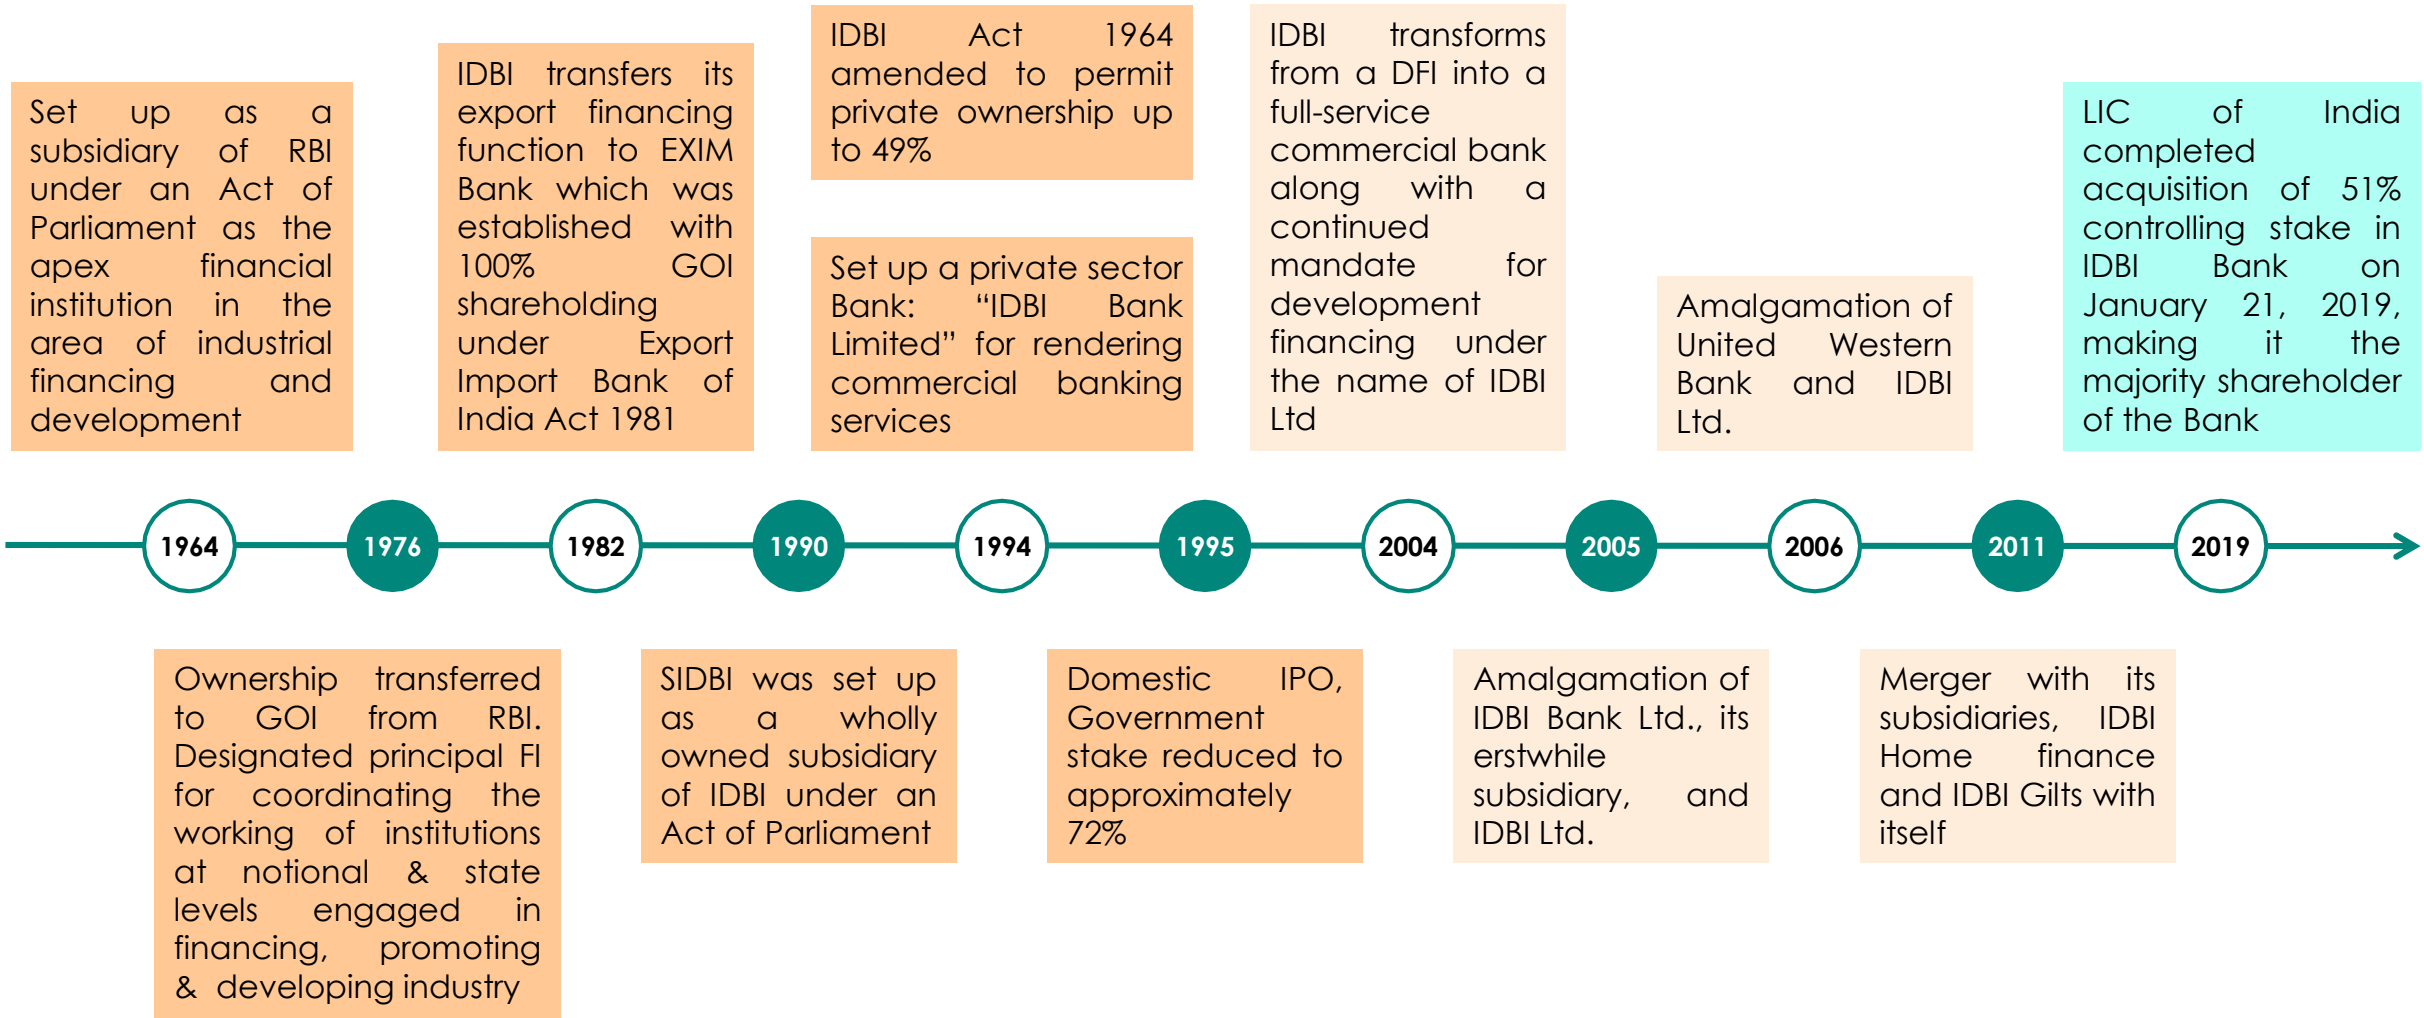 Set up as a
subsidiary of RBI
under an Act of
Parliament as the
apex financial
institution in the
area of industrial
financing and
development
IDBI transfers its
export financing
function to EXIM
Bank which was
established with
100% GOI
shareholding
under Export
Import Bank of
India Act 1981
IDBI Act 1964
amended to permit
private ownership up
to 49%
Set up a private sector
Bank: “IDBI Bank
Limited” for rendering
commercial banking
services
IDBI transforms
from a DFI into a
full-service
commercial bank
along with a
continued
mandate for
development
financing under
the name of IDBI
Ltd
Amalgamation of
United Western
Bank and IDBI
Ltd.
LIC of India
completed
acquisition of 51%
controlling stake in
IDBI Bank on
January 21, 2019,
making it the
majority shareholder
of the Bank
1964 1976 1982 1990 1994 1995 2004 2005 2006 2011 2019
Ownership transferred
to GOI from RBI.
Designated principal FI
for coordinating the
working of institutions
at notional & state
levels engaged in
financing, promoting
& developing industry
SIDBI was set up
as a wholly
owned subsidiary
of IDBI under an
Act of Parliament
Domestic IPO,
Government
stake reduced to
approximately
72%
Amalgamation of
IDBI Bank Ltd., its
erstwhile
subsidiary, and
IDBI Ltd.
Merger with its
subsidiaries, IDBI
Home finance
and IDBI Gilts with
itself